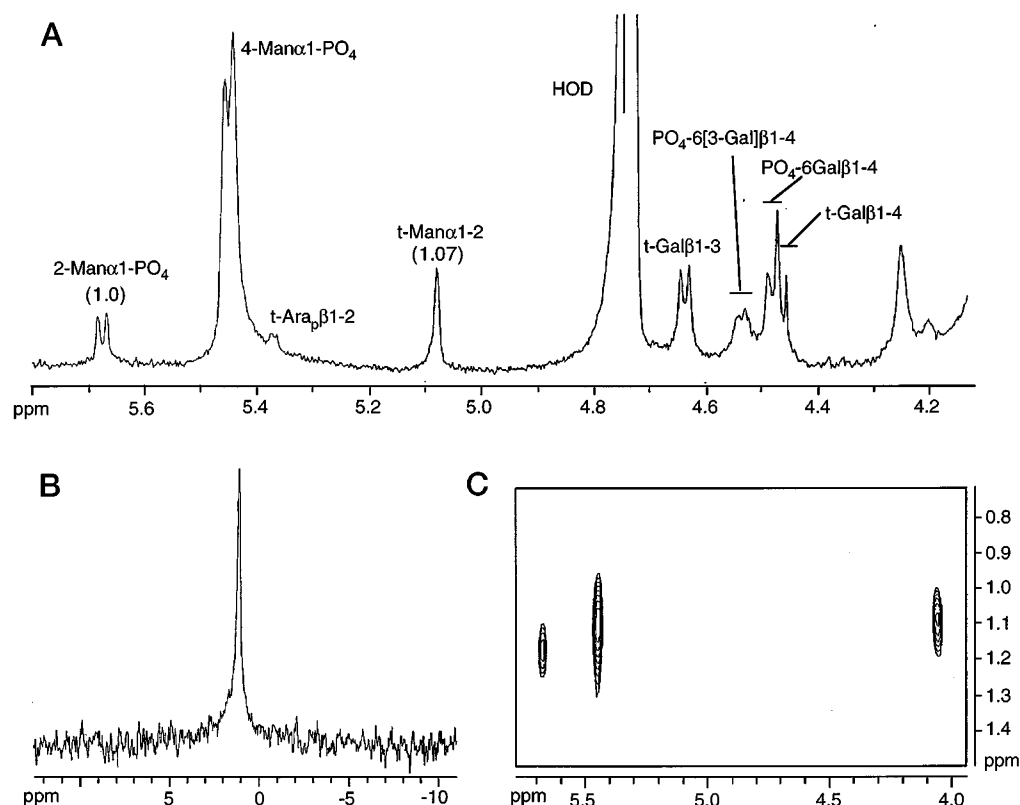 A
4-Manα1-PO4
HOD
PO4-6[3-Gal]β1-4
PO4-6Galβ1-4
t-Galβ1-4
t-Manα1-2
(1.07)
t-Galβ1-3
2-Manα1-PO4
(1.0)
t-Arapβ1-2
ppm 5.6 5.4 5.2 5.0 4.8 4.6 4.4 4.2
B
C
0.8
0.9
1.0
1.1
1.2
1.3
1.4
ppm
ppm 5 0 -5 -10
ppm 5.5 5.0 4.5 4.0